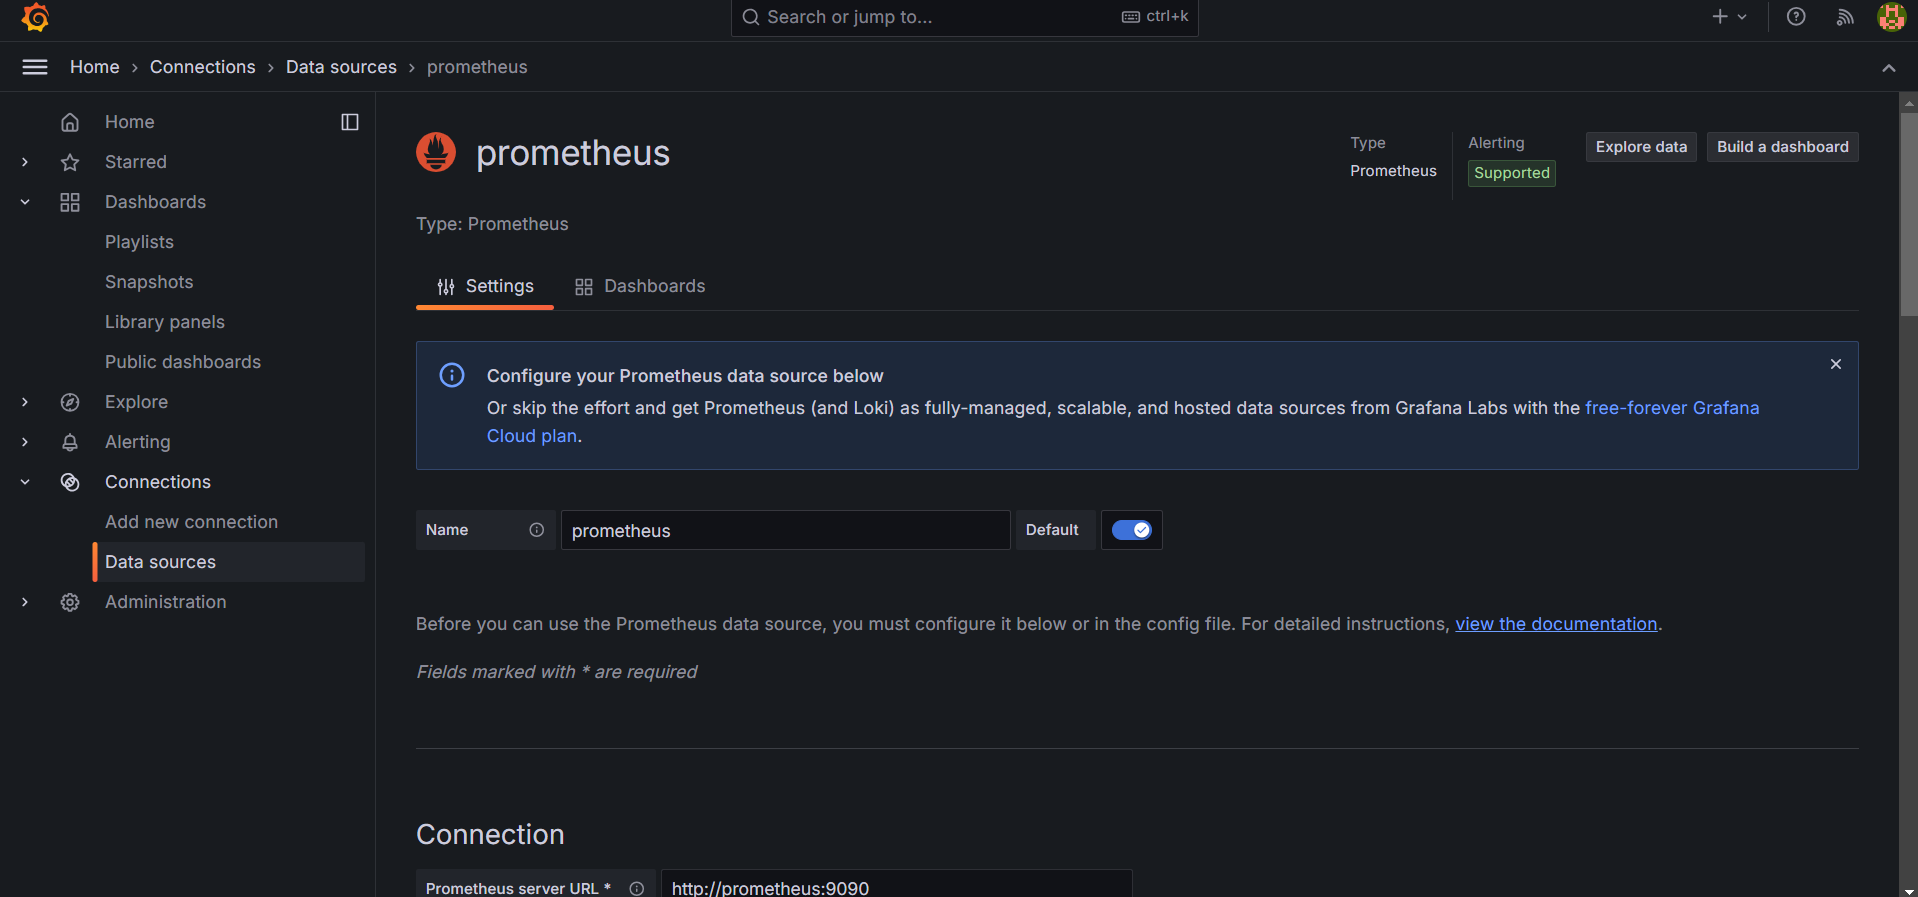 Search or jump to...
ctrl+k
Home › Connections › Data sources › prometheus
Home
Starred
Dashboards
Playlists
Snapshots
Library panels
Public dashboards
Explore
Alerting
Connections
Add new connection
Data sources
Administration
prometheus
Type
Prometheus
Alerting
Supported
Explore data
Build a dashboard
Type: Prometheus
Settings
Dashboards
Configure your Prometheus data source below
Or skip the effort and get Prometheus (and Loki) as fully-managed, scalable, and hosted data sources from Grafana Labs with the free-forever Grafana
Cloud plan.
Name
prometheus
Default
Before you can use the Prometheus data source, you must configure it below or in the config file. For detailed instructions, view the documentation.
Fields marked with * are required
Connection
Prometheus server URL *
http://prometheus:9090